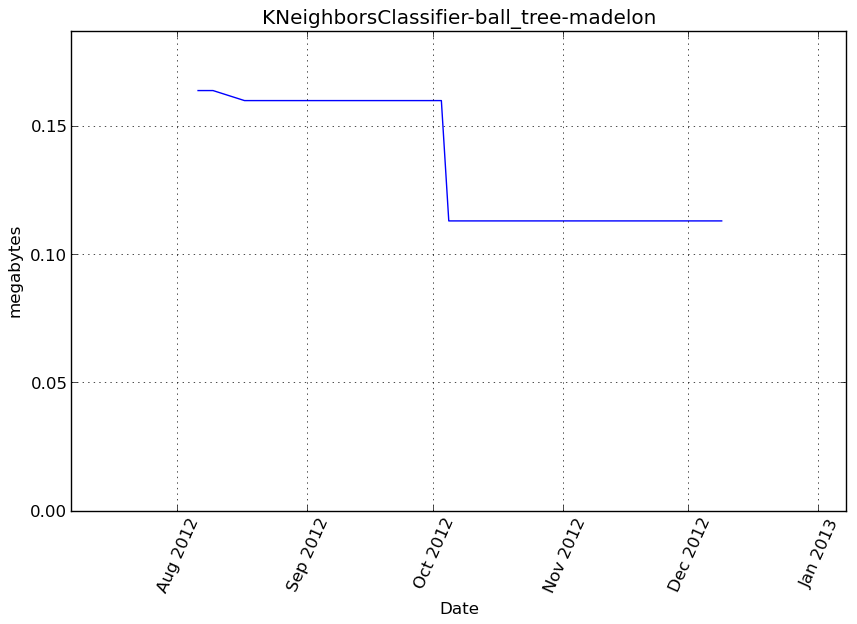 KNeighborsClassifier-ball_tree-madelon
megabytes
0.15
0.10
0.05
0.00
Aug 2012
Sep 2012
Oct 2012
Nov 2012
Dec 2012
Jan 2013
Date